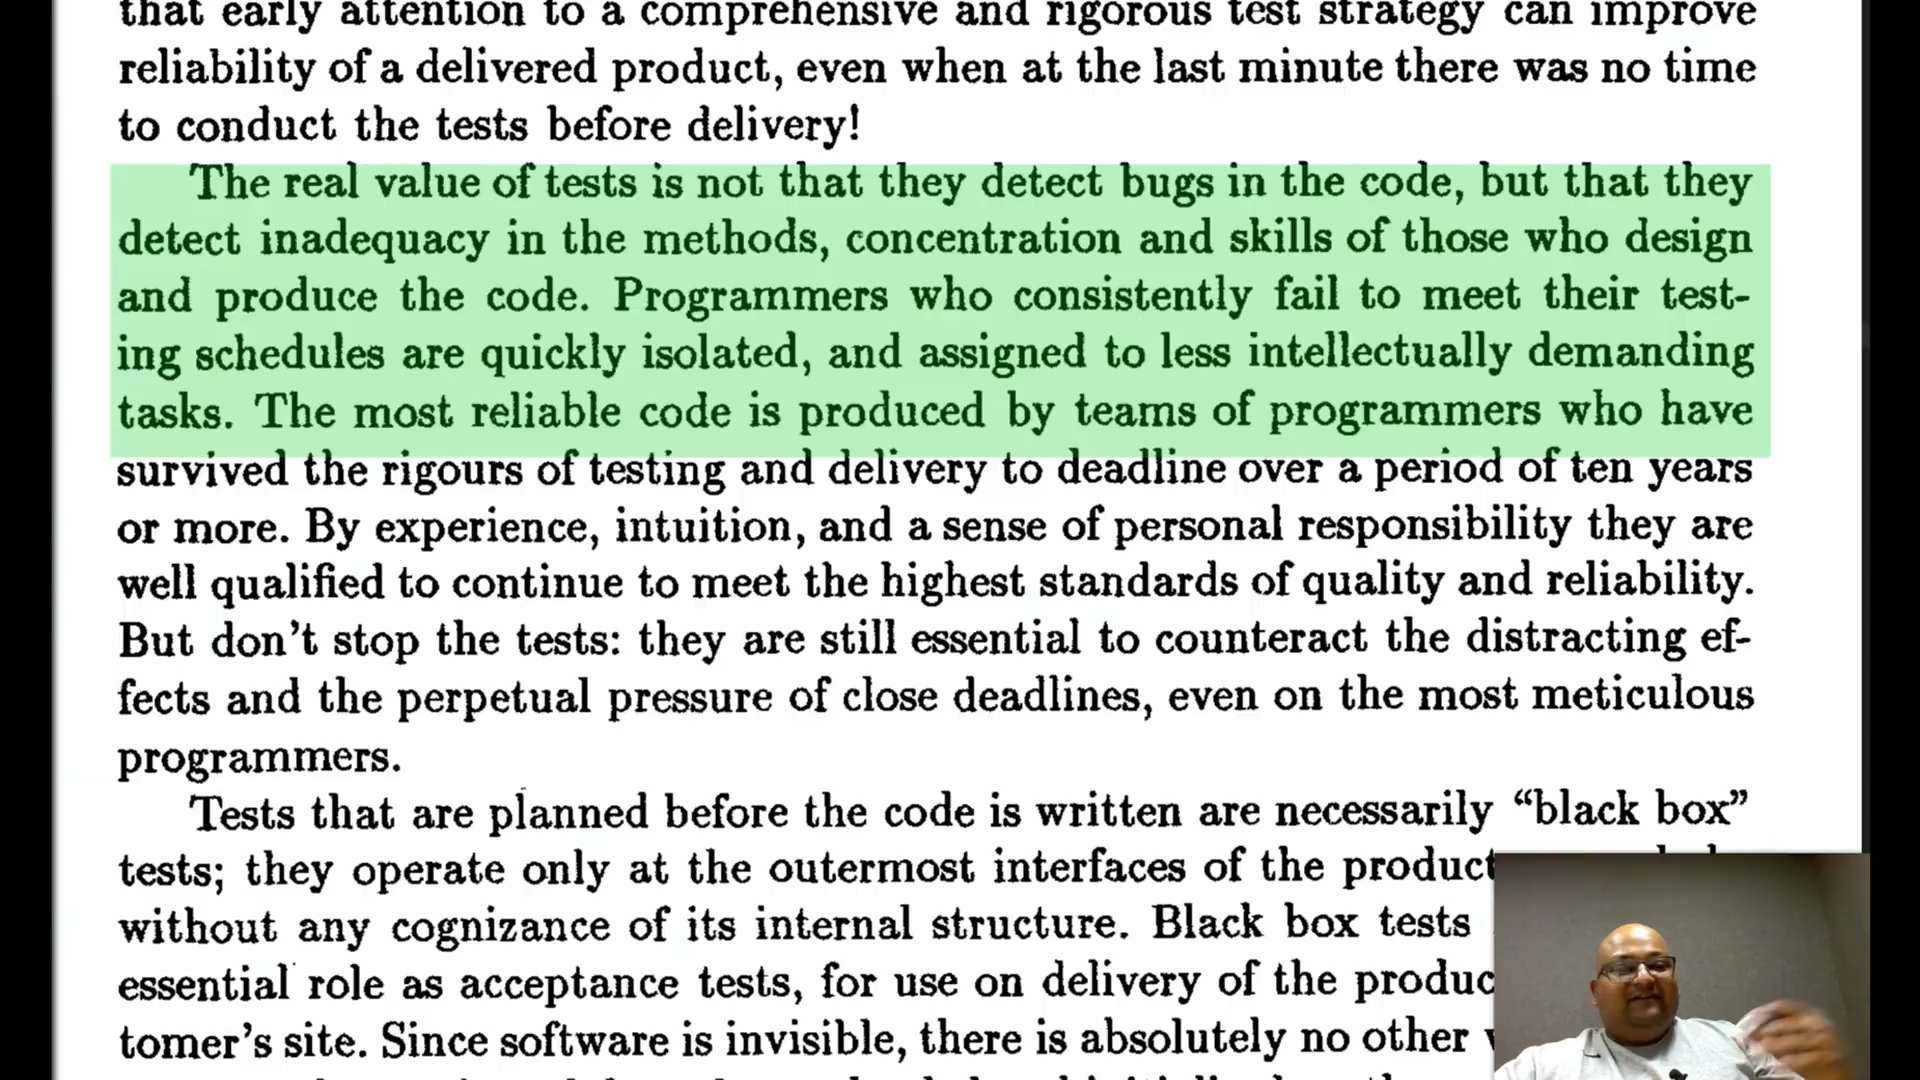 that early attention to a comprehensive and rigorous test strategy can improve
reliability of a delivered product, even when at the last minute there was no time
to conduct the tests before delivery!
The real value of tests is not that they detect bugs in the code, but that they
detect inadequacy in the methods, concentration and skills of those who design
and produce the code. Programmers who consistently fail to meet their test-
ing schedules are quickly isolated, and assigned to less intellectually demanding
tasks. The most reliable code is produced by teams of programmers who have
survived the rigours of testing and delivery to deadline over a period of ten years
or more. By experience, intuition, and a sense of personal responsibility they are
well qualified to continue to meet the highest standards of quality and reliability.
But don't stop the tests: they are still essential to counteract the distracting ef-
fects and the perpetual pressure of close deadlines, even on the most meticulous
programmers.
Tests that are planned before the code is written are necessarily “black box”
tests; they operate only at the outermost interfaces of the product
without any cognizance of its internal structure. Black box tests
essential role as acceptance tests, for use on delivery of the
tomer's site. Since software is invisible, there is absolutely no other